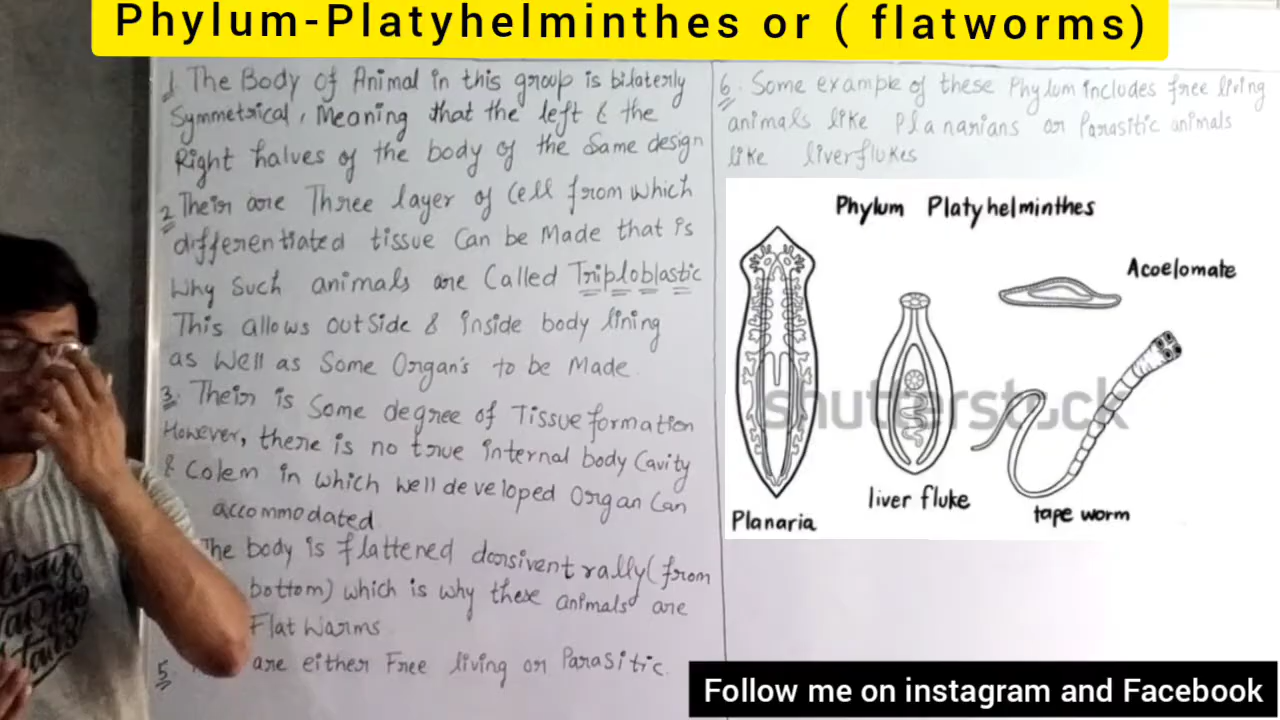 Phylum-Platyhelminthes or ( flatworms)
1. The Body of Animal in this group is bilaterly
Symmetrical, Meaning that the left & the
Right halves of the body of the Same design
2 Their are Three layer of Cell from which
differentiated tissue Can be Made that is
Why Such animals are Called Triploblastic
This allows outside & inside body lining
as Well as Some Organ's to be Made.
3. Their is Some degree of Tissue formation
However, there is no true internal body Cavity
& Colem in which well developed Organ Can
accommodated
The body is flattened dorsiventrally (from
bottom) which is why these animals are
Flat Warms
5 are either Free living or Parasitic.
6. Some example of these Phylum includes free living
animals like Planarians or Parasitic animals
like liverflukes
Phylum Platyhelminthes
Acoelomate
shutterstock
liver fluke
tape worm
Planaria
Always
Follow me on instagram and Facebook